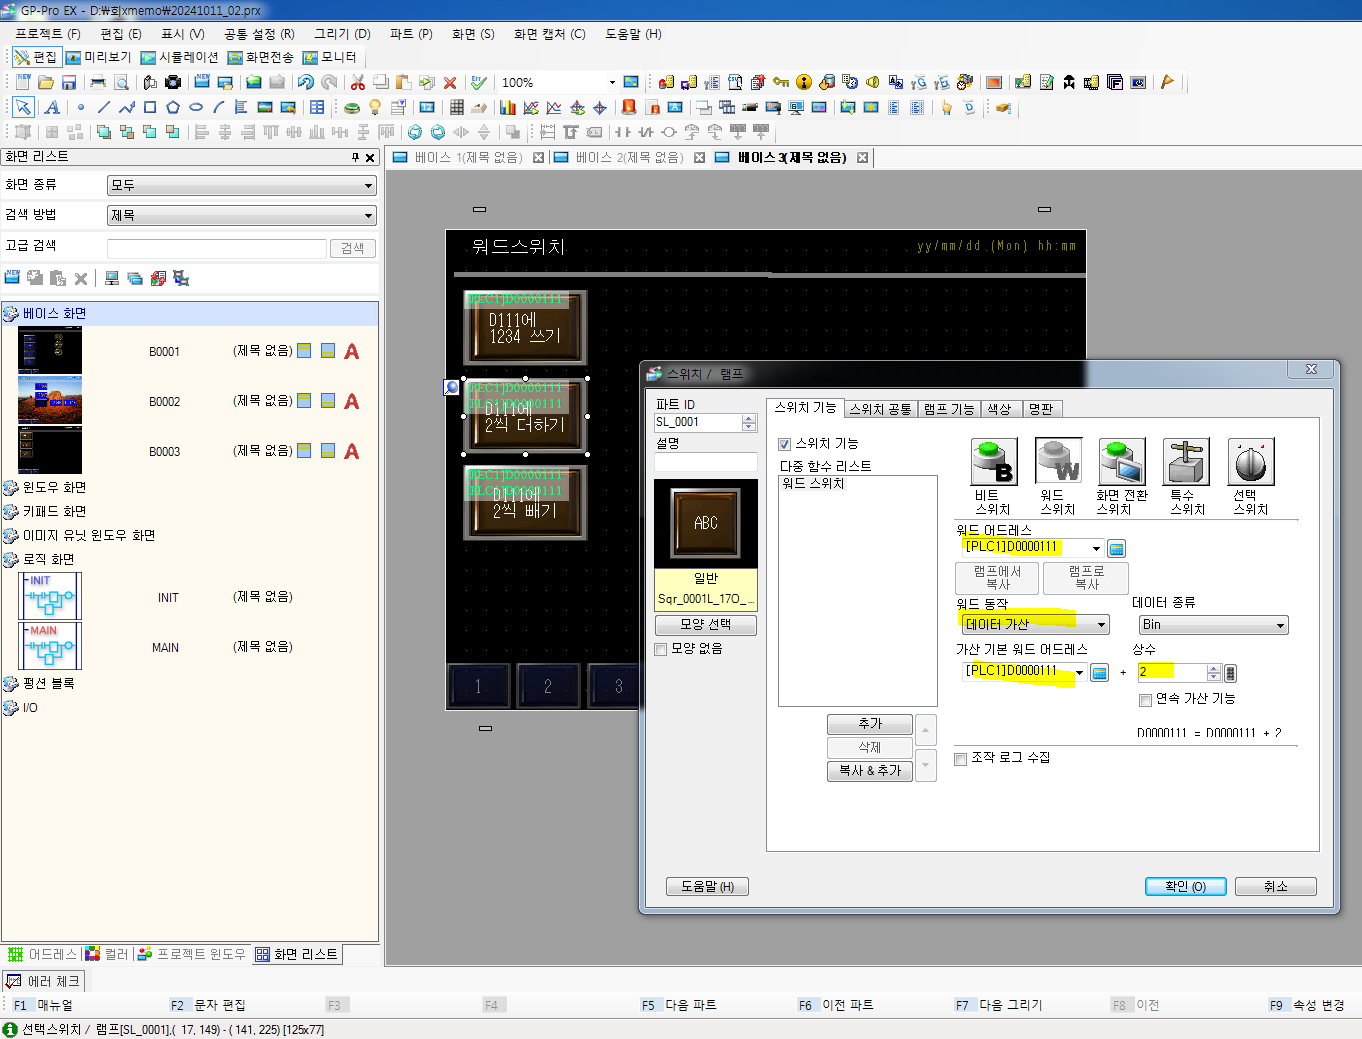 GP-Pro EX - D:₩회xmemo₩20241011_02.prx
프로젝트 (F) 편집 (E) 표시 (V) 공통 설정 (R) 그리기 (D) 파트 (P) 화면 (S) 화면 캡처 (C) 도움말 (H)
편집 미리보기 시뮬레이션 화면전송 모니터
100%
화면 리스트
베이스 1(제목 없음) 베이스 2(제목 없음) 베이스 3(제목 없음)
화면 종류 모두
검색 방법 제목
고급 검색 검색
베이스 화면
B0001 (제목 없음) A
B0002 (제목 없음) A
B0003 (제목 없음) A
윈도우 화면
키패드 화면
이미지 유닛 윈도우 화면
로직 화면
INIT INIT (제목 없음)
MAIN MAIN (제목 없음)
펑션 블록
I/O
워드스위치 yy/mm/dd (Mon) hh:mm
[PLC1]D0000111
D111에
1234 쓰기
[PLC1]D0000111
[PLC1]D0000111
D111에
2씩 더하기
[PLC1]D0000111
[PLC1]D0000111
D111에
2씩 빼기
1 2 3
스위치 / 램프
파트 ID
SL_0001
설명
ABC
일반
Sqr_0001L_17O_...
모양 선택
모양 없음
스위치 기능 스위치 공통 램프 기능 색상 명판
스위치 기능
다중 함수 리스트
워드 스위치
추가
삭제
복사 & 추가
비트 스위치
워드 스위치
화면 전환 스위치
특수 스위치
선택 스위치
워드 어드레스
[PLC1]D0000111
램프에서 복사
램프로 복사
워드 동작 데이터 종류
데이터 가산 Bin
가산 기본 워드 어드레스 상수
[PLC1]D0000111 + 2
연속 가산 기능
D0000111 = D0000111 + 2
조작 로그 수집
도움말 (H) 확인 (O) 취소
어드레스 컬러 프로젝트 윈도우 화면 리스트
에러 체크
F1 매뉴얼 F2 문자 편집 F3 F4 F5 다음 파트 F6 이전 파트 F7 다음 그리기 F8 이전 F9 속성 변경
선택스위치 / 램프[SL_0001],( 17, 149) - ( 141, 225) [125x77]